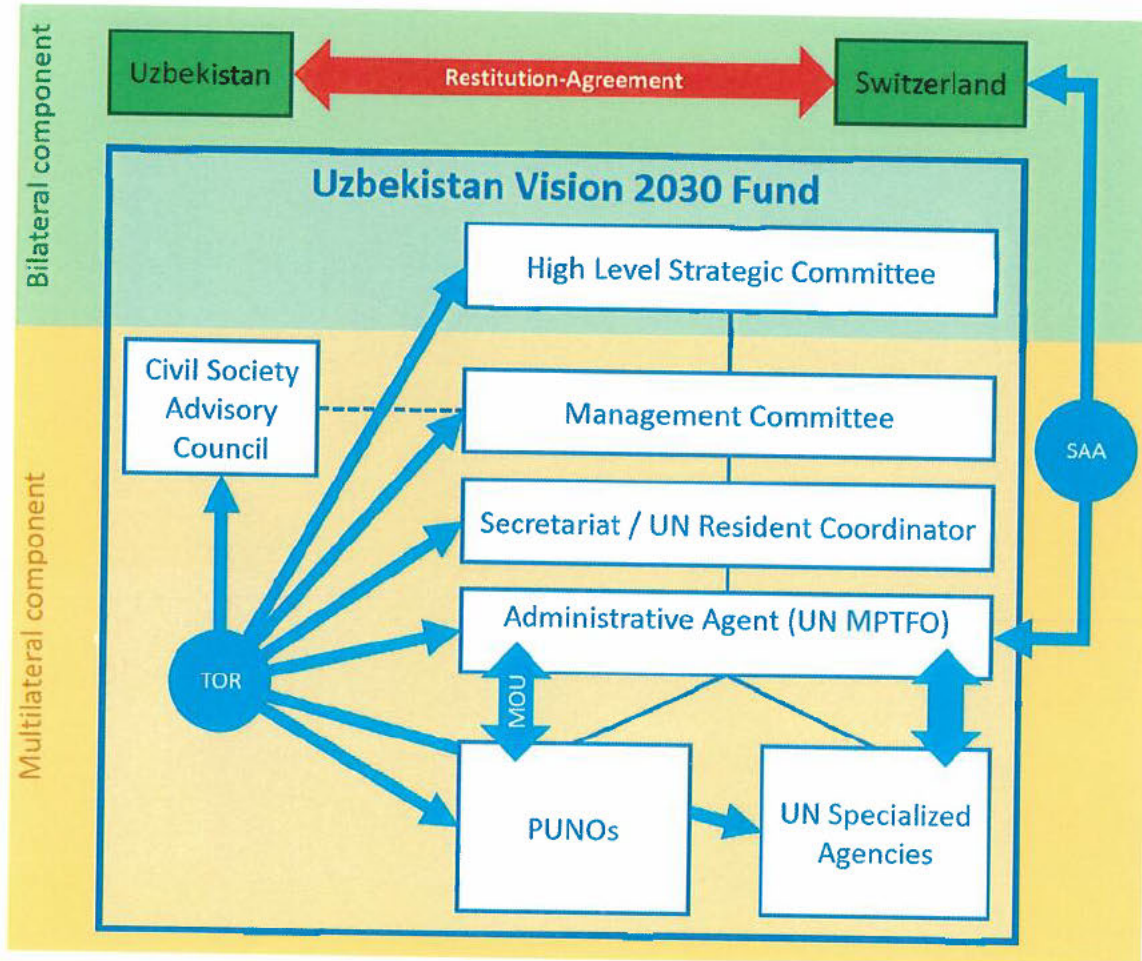 Bilateral component
Uzbekistan
Restitution-Agreement
Switzerland
Uzbekistan Vision 2030 Fund
High Level Strategic Committee
Multilateral component
Civil Society
Advisory
Council
Management Committee
SAA
Secretariat / UN Resident Coordinator
Administrative Agent (UN MPTFO)
TOR
MOU
PUNOs
UN Specialized
Agencies